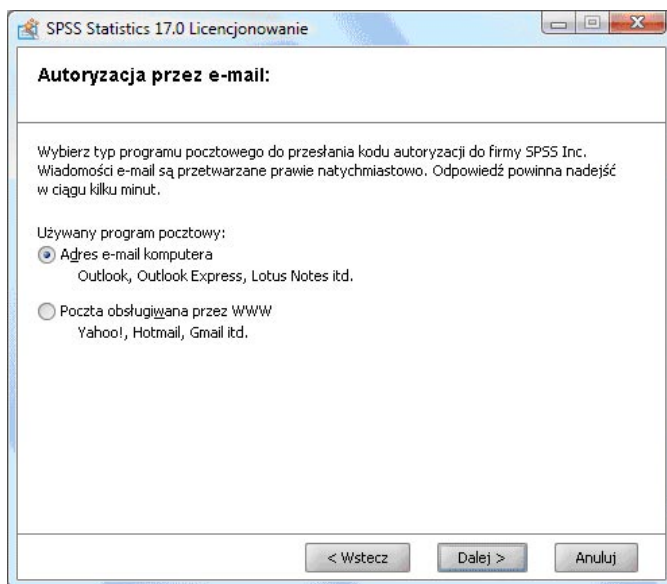 SPSS Statistics 17.0 Licencjonowanie
Autoryzacja przez e-mail:
Wybierz typ programu pocztowego do przesłania kodu autoryzacji do firmy SPSS Inc.
Wiadomości e-mail są przetwarzane prawie natychmiastowo. Odpowiedź powinna nadejść
w ciągu kilku minut.
Używany program pocztowy:
Adres e-mail komputera
Outlook, Outlook Express, Lotus Notes itd.
Poczta obsługiwana przez WWW
Yahoo!, Hotmail, Gmail itd.
< Wstecz Dalej > Anuluj